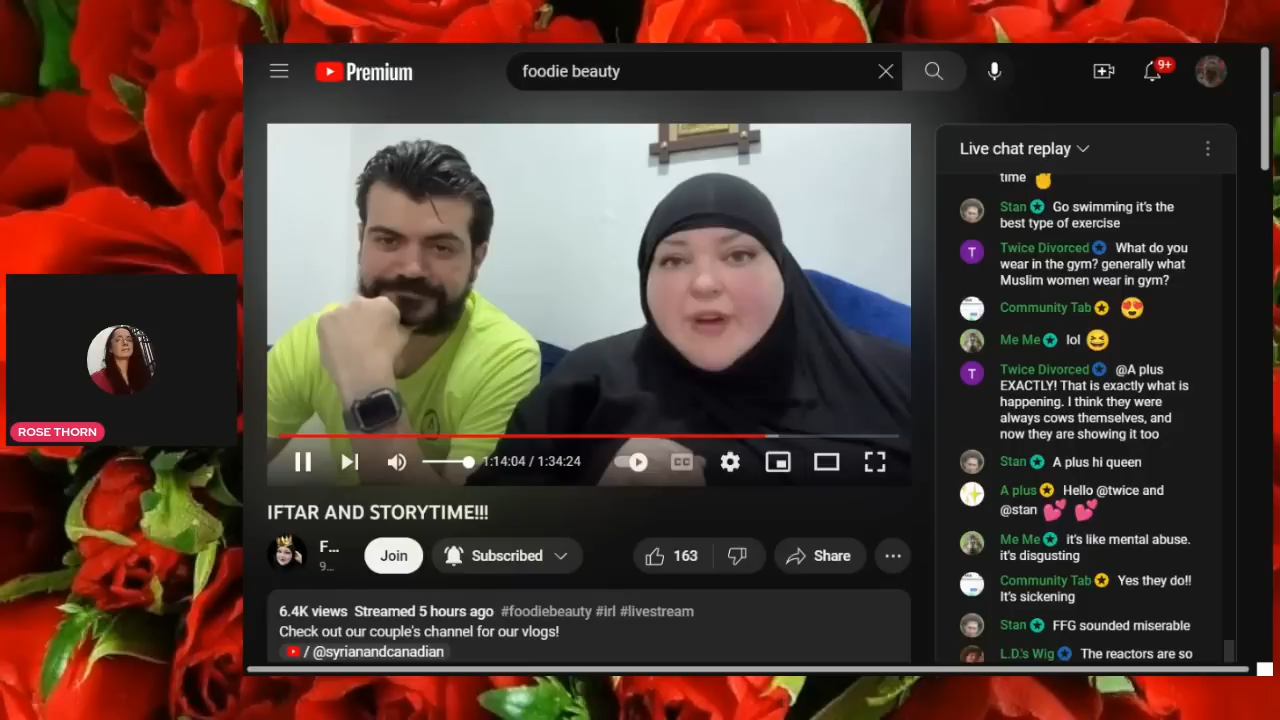 Premium
foodie beauty
9+
Live chat replay
time
Stan Go swimming it's the
best type of exercise
T
Twice Divorced What do you
wear in the gym? generally what
Muslim women wear in gym?
Community Tab
Me Me lol
T
Twice Divorced @A plus
EXACTLY! That is exactly what is
happening. I think they were
always cows themselves, and
now they are showing it too
Stan A plus hi queen
A plus Hello @twice and
@stan
Me Me it's like mental abuse.
it's disgusting
Community Tab Yes they do!!
It's sickening
Stan FFG sounded miserable
L.D.'s Wig The reactors are so
ROSE THORN
1:14:04 / 1:34:24
CC
IFTAR AND STORYTIME!!!
F...
9...
Join
Subscribed
163
Share
6.4K views Streamed 5 hours ago #foodiebeauty #irl #livestream
Check out our couple's channel for our vlogs!
/ @syrianandcanadian